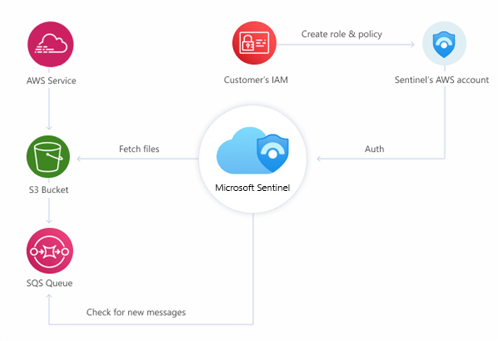 Create role & policy
AWS Service
Customer's IAM
Sentinel's AWS account
Fetch files
Auth
S3 Bucket
Microsoft Sentinel
SQS Queue
Check for new messages